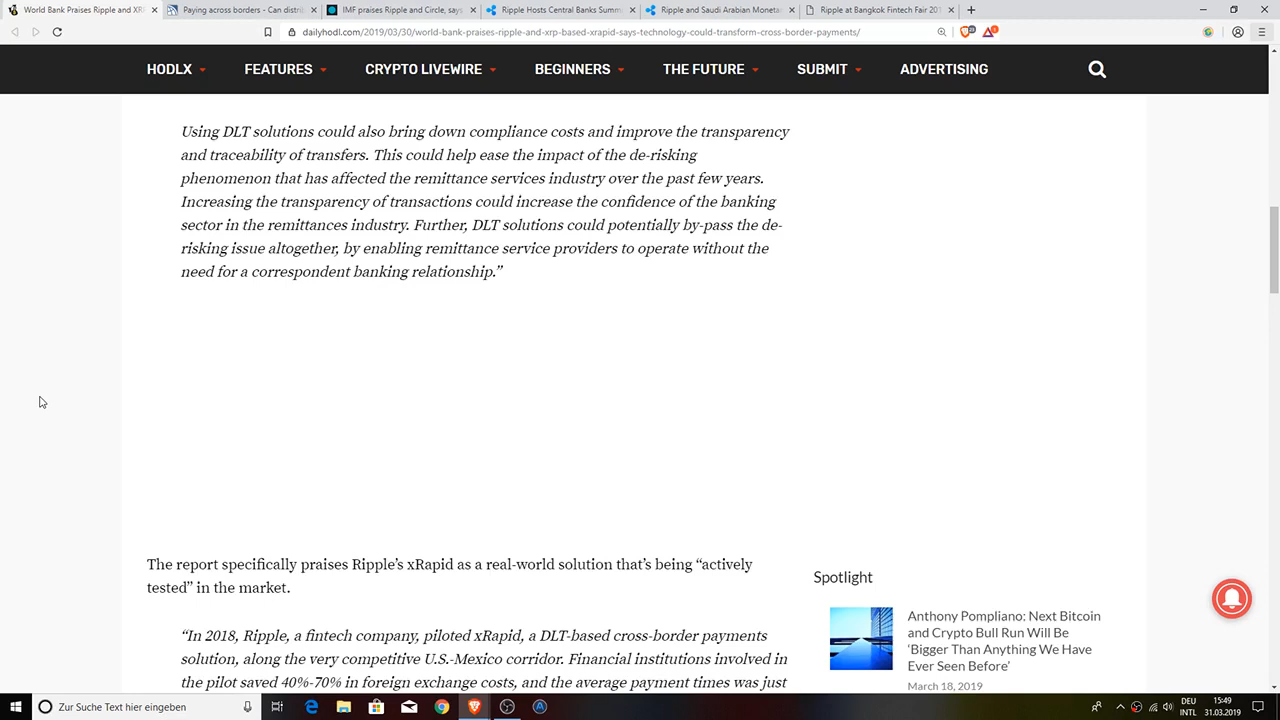 World Bank Praises Ripple and XRP
Paying across borders - Can distri
IMF praises Ripple and Circle, says
Ripple Hosts Central Banks Summ
Ripple and Saudi Arabian Moneta
Ripple at Bangkok Fintech Fair 201
dailyhodl.com/2019/03/30/world-bank-praises-ripple-and-xrp-based-xrapid-says-technology-could-transform-cross-border-payments/
HODLX FEATURES CRYPTO LIVEWIRE BEGINNERS THE FUTURE SUBMIT ADVERTISING
Using DLT solutions could also bring down compliance costs and improve the transparency
and traceability of transfers. This could help ease the impact of the de-risking
phenomenon that has affected the remittance services industry over the past few years.
Increasing the transparency of transactions could increase the confidence of the banking
sector in the remittances industry. Further, DLT solutions could potentially by-pass the de-
risking issue altogether, by enabling remittance service providers to operate without the
need for a correspondent banking relationship.”
The report specifically praises Ripple’s xRapid as a real-world solution that’s being “actively
tested” in the market.
“In 2018, Ripple, a fintech company, piloted xRapid, a DLT-based cross-border payments
solution, along the very competitive U.S.-Mexico corridor. Financial institutions involved in
the pilot saved 40%-70% in foreign exchange costs, and the average payment times was just
Spotlight
Anthony Pompliano: Next Bitcoin
and Crypto Bull Run Will Be
‘Bigger Than Anything We Have
Ever Seen Before’
March 18, 2019
Zur Suche Text hier eingeben
DEU
INTL
15:49
31.03.2019